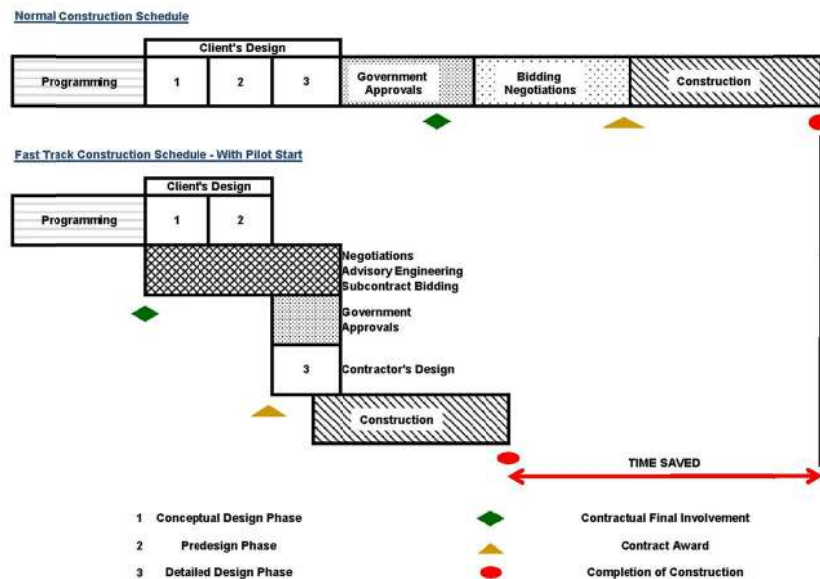 Normal Construction Schedule
Client's Design
Programming
1
2
3
Government
Approvals
Bidding
Negotiations
Construction
Fast Track Construction Schedule - With Pilot Start
Client's Design
Programming
1
2
Negotiations
Advisory Engineering
Subcontract Bidding
Government
Approvals
3
Contractor's Design
Construction
TIME SAVED
1 Conceptual Design Phase
Contractual Final Involvement
2 Predesign Phase
Contract Award
3 Detailed Design Phase
Completion of Construction